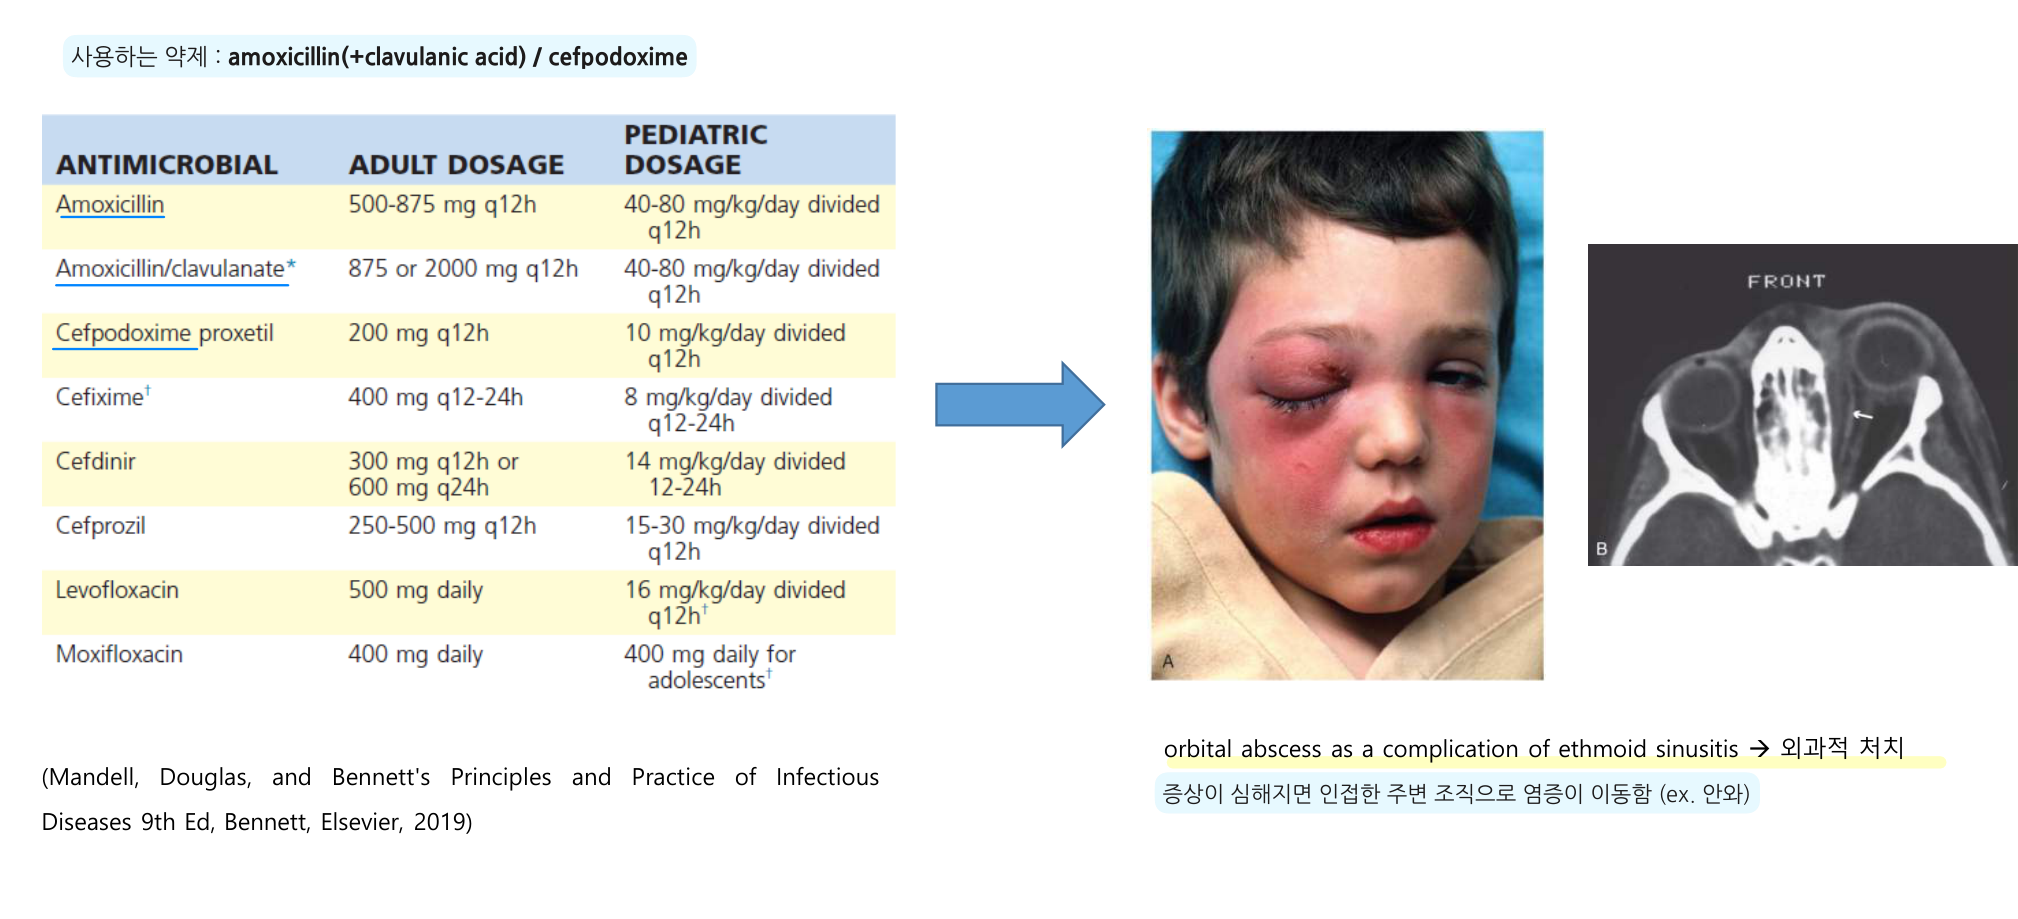 사용하는 약제 : amoxicillin(+clavulanic acid) / cefpodoxime
ANTIMICROBIAL ADULT DOSAGE PEDIATRIC DOSAGE
Amoxicillin 500-875 mg q12h 40-80 mg/kg/day divided
q12h
Amoxicillin/clavulanate* 875 or 2000 mg q12h 40-80 mg/kg/day divided
q12h
Cefpodoxime proxetil 200 mg q12h 10 mg/kg/day divided
q12h
Cefixime† 400 mg q12-24h 8 mg/kg/day divided
q12-24h
Cefdinir 300 mg q12h or 14 mg/kg/day divided
600 mg q24h 12-24h
Cefprozil 250-500 mg q12h 15-30 mg/kg/day divided
q12h
Levofloxacin 500 mg daily 16 mg/kg/day divided
q12h†
Moxifloxacin 400 mg daily 400 mg daily for
adolescents†
(Mandell, Douglas, and Bennett's Principles and Practice of Infectious
Diseases 9th Ed, Bennett, Elsevier, 2019)
A
FRONT
B
orbital abscess as a complication of ethmoid sinusitis → 외과적 처치
증상이 심해지면 인접한 주변 조직으로 염증이 이동함 (ex. 안와)